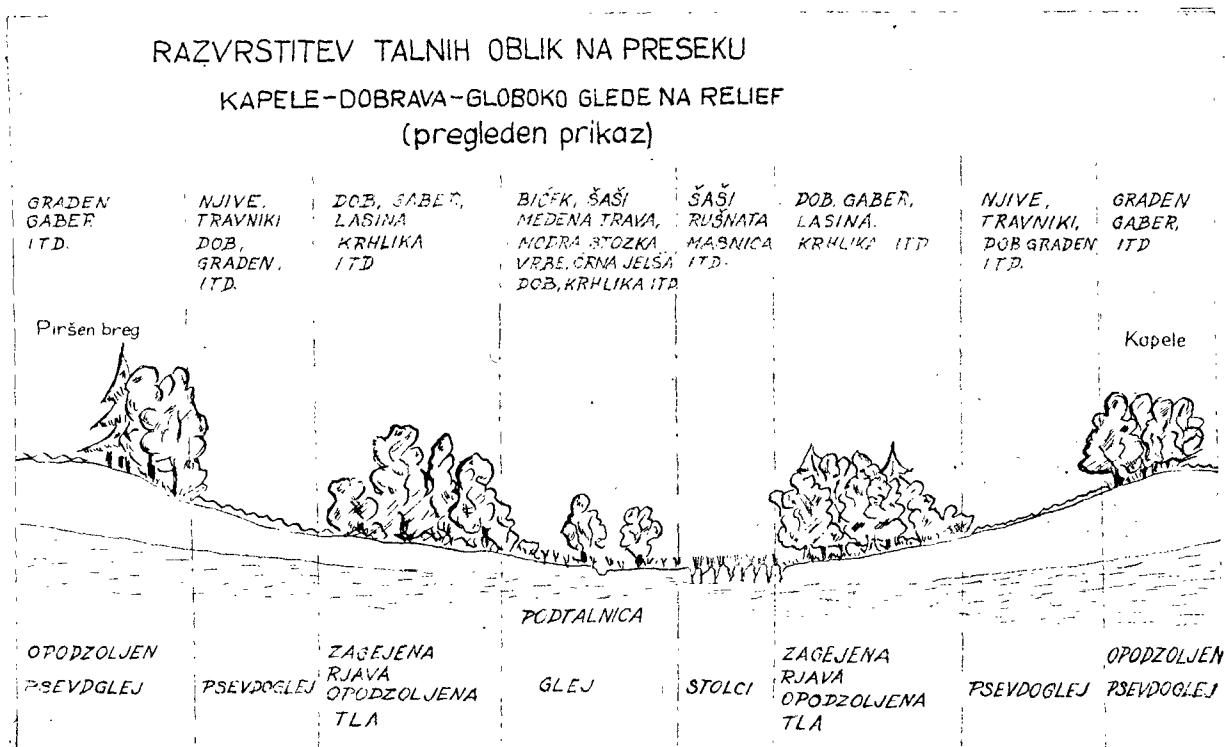 RAZVRSTITEV TALNIH OBLIK NA PRESEKU
KAPELE-DOBRAVA-GLOBOKO GLEDE NA RELIEF
(pregleden prikaz)
GRADEN
GABER
ITD.
NJIVE,
TRAVNIKI
DOB,
GRADEN,
ITD.
DOB, GABER,
LASINA
KRHLIKA
ITD
BIČEK, ŠAŠI
MEDENA TRAVA,
MODRA STOZKA
VRBE, ČRNA JELŠA
DOB, KRHLIKA ITD.
ŠAŠI
RUŠNATA
MASNICA
ITD.
DOB, GABER,
LASINA.
KRHLIKA ITD
NJIVE,
TRAVNIKI,
DOB GRADEN
ITD.
GRADEN
GABER,
ITD
Piršen breg
Kapele
PODTALNICA
OPODZOLJEN
PSEVDGLEJ
PSEVDOGLEJ
ZAGEJENA
RJAVA
OPODZOLJENA
TLA
GLEJ
STOLCI
ZAGEJENA
RJAVA
OPODZOLJENA
TLA
PSEVDOGLEJ
OPODZOLJEN
PSEVDOGLEJ